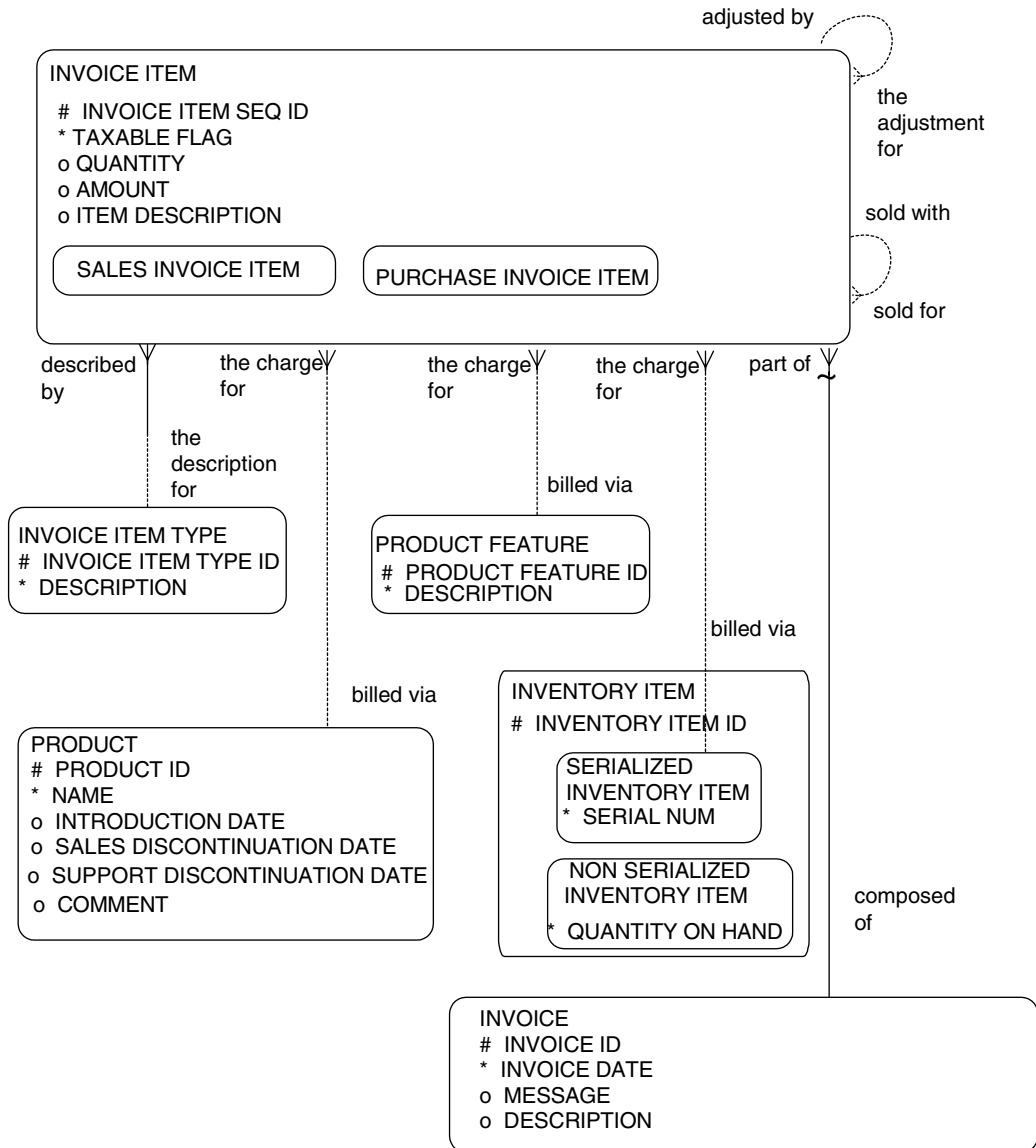 adjusted by
INVOICE ITEM
# INVOICE ITEM SEQ ID
* TAXABLE FLAG
o QUANTITY
o AMOUNT
o ITEM DESCRIPTION
the
adjustment
for
sold with
SALES INVOICE ITEM
PURCHASE INVOICE ITEM
sold for
described
by
the charge
for
the charge
for
the charge
for
part of
~
the
description
for
billed via
INVOICE ITEM TYPE
# INVOICE ITEM TYPE ID
* DESCRIPTION
PRODUCT FEATURE
# PRODUCT FEATURE ID
* DESCRIPTION
billed via
billed via
INVENTORY ITEM
# INVENTORY ITEM ID
SERIALIZED
INVENTORY ITEM
* SERIAL NUM
NON SERIALIZED
INVENTORY ITEM
* QUANTITY ON HAND
PRODUCT
# PRODUCT ID
* NAME
o INTRODUCTION DATE
o SALES DISCONTINUATION DATE
o SUPPORT DISCONTINUATION DATE
o COMMENT
composed
of
INVOICE
# INVOICE ID
* INVOICE DATE
o MESSAGE
o DESCRIPTION